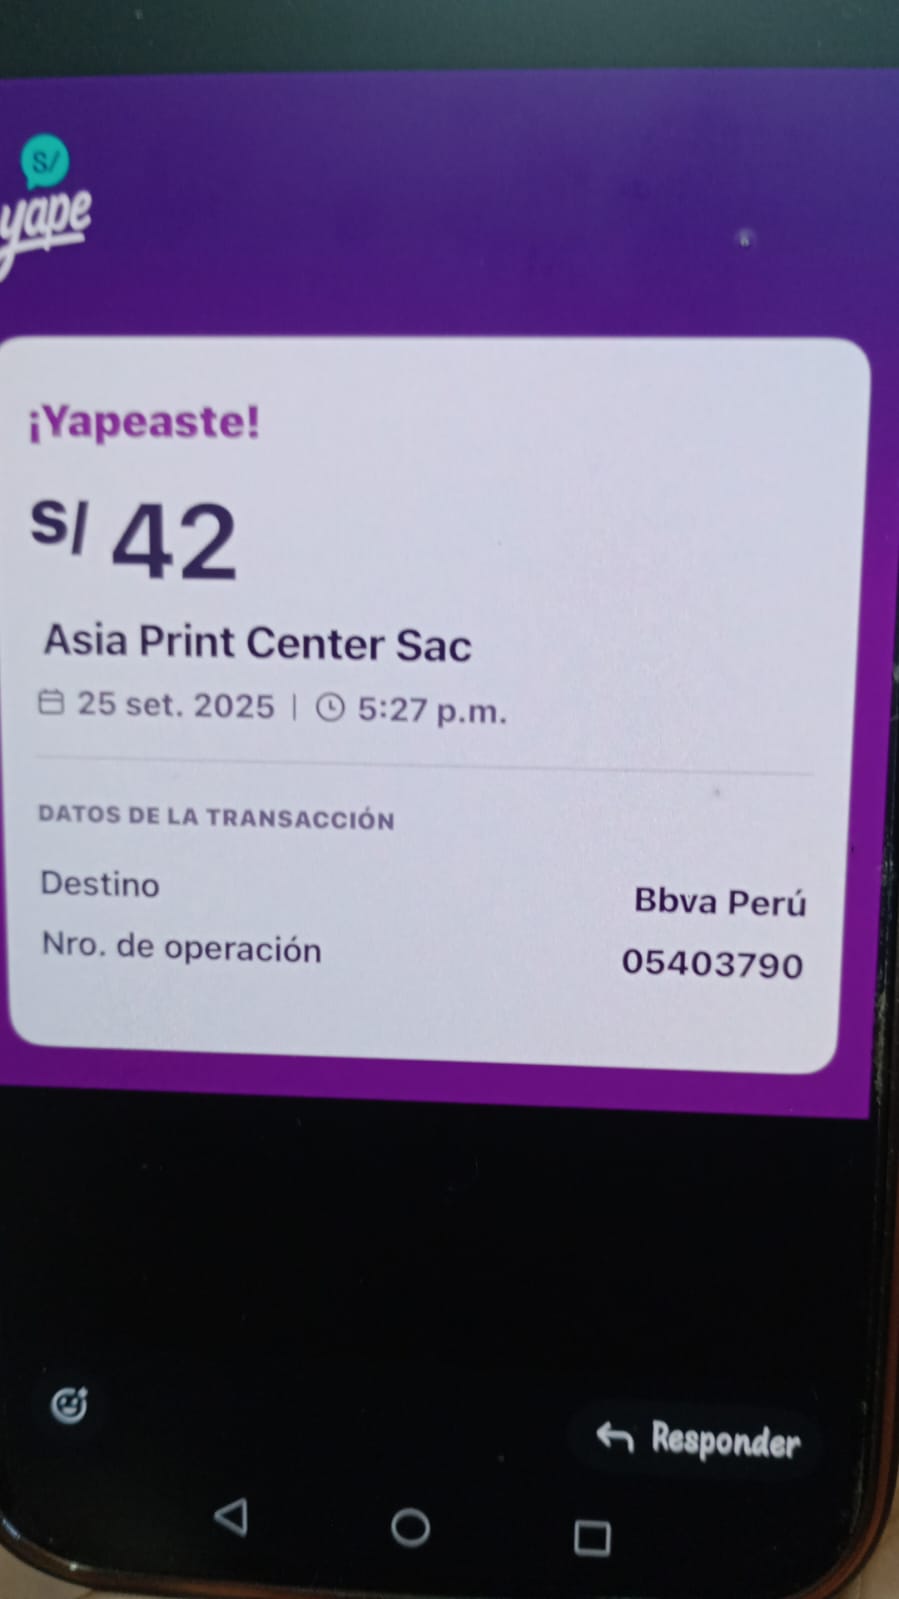 S/
yape
¡Yapeaste!
S/ 42
Asia Print Center Sac
25 set. 2025 | 5:27 p.m.
DATOS DE LA TRANSACCIÓN
Destino Bbva Perú
Nro. de operación 05403790
Responder